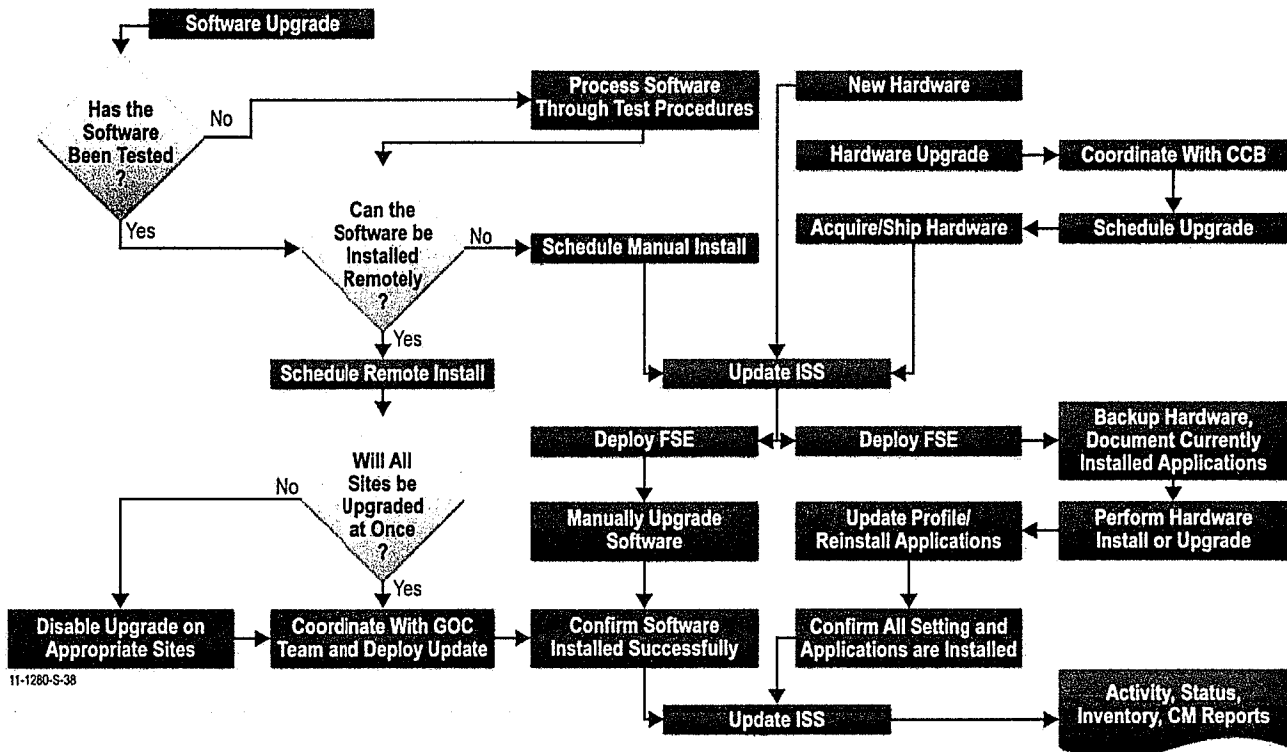 Software Upgrade
Has the
Software
Been Tested
?
No
Yes
Process Software
Through Test Procedures
New Hardware
Hardware Upgrade
Coordinate With CCB
Can the
Software be
Installed
Remotely
?
No
Yes
Schedule Manual Install
Acquire/Ship Hardware
Schedule Upgrade
Schedule Remote Install
Update ISS
Deploy FSE
Deploy FSE
Backup Hardware,
Document Currently
Installed Applications
Will All
Sites be
Upgraded
at Once
?
No
Yes
Manually Upgrade
Software
Update Profile/
Reinstall Applications
Perform Hardware
Install or Upgrade
Disable Upgrade on
Appropriate Sites
Coordinate With GOC
Team and Deploy Update
Confirm Software
Installed Successfully
Confirm All Setting and
Applications are Installed
11-1280-S-38
Update ISS
Activity, Status,
Inventory, CM Reports